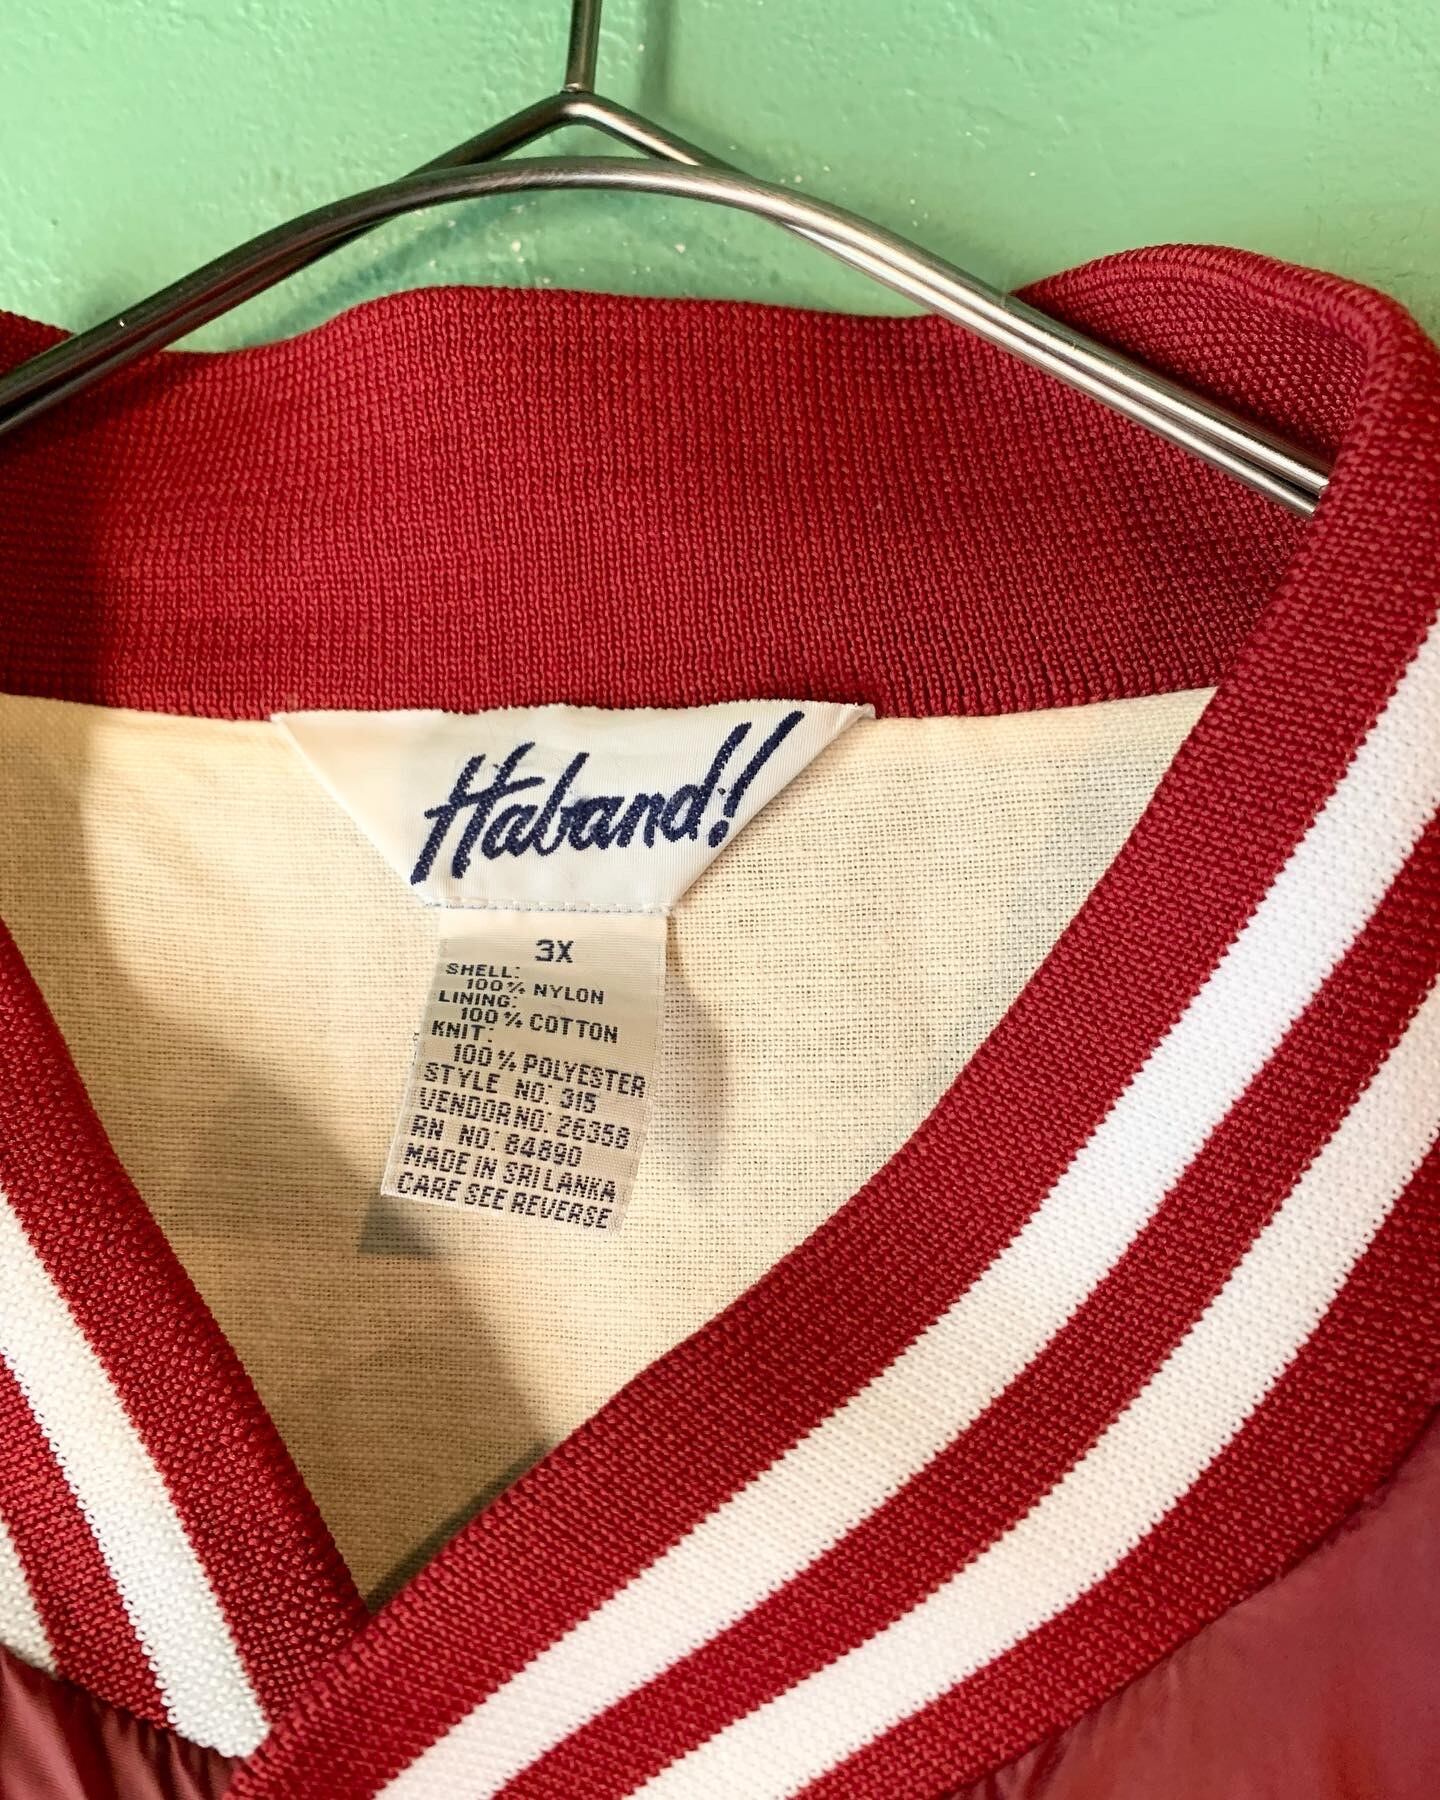 Haband!
3X
SHELL:
100% NYLON
LINING:
100% COTTON
KNIT:
100% POLYESTER
STYLE NO: 315
VENDOR NO: 26358
RN NO: 84890
MADE IN SRI LANKA
CARE SEE REVERSE